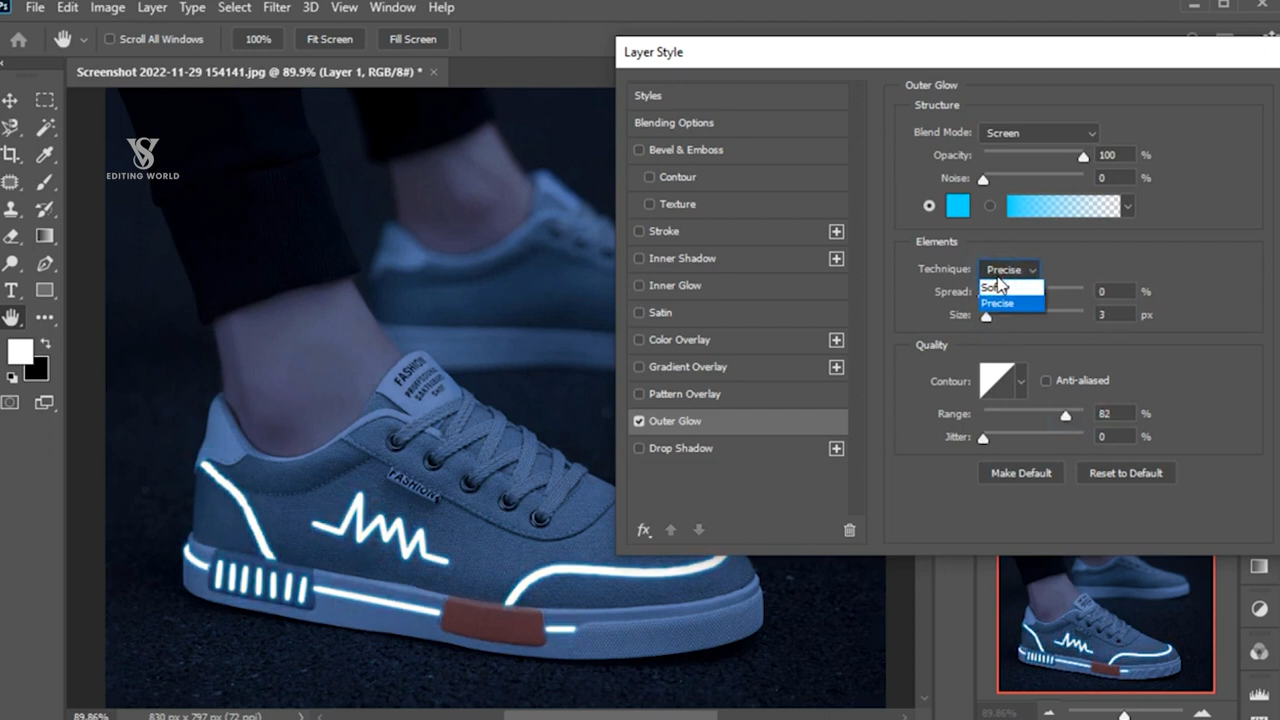 File Edit Image Layer Type Select Filter 3D View Window Help
Scroll All Windows 100% Fit Screen Fill Screen
Screenshot 2022-11-29 154141.jpg @ 89.9% (Layer 1, RGB/8#) * ×
EDITING WORLD
FASHION
FASHIONS
Layer Style
Styles
Blending Options
Bevel & Emboss
Contour
Texture
Stroke
Inner Shadow
Inner Glow
Satin
Color Overlay
Gradient Overlay
Pattern Overlay
Outer Glow
Drop Shadow
fx
Outer Glow
Structure
Blend Mode: Screen
Opacity: 100 %
Noise: 0 %
Elements
Technique: Precise
Precise
Spread: 0 %
Size: 3 px
Quality
Contour: Anti-aliased
Range: 82 %
Jitter: 0 %
Make Default Reset to Default
89.86% 830 px x 797 px (72 ppi)
89.86%